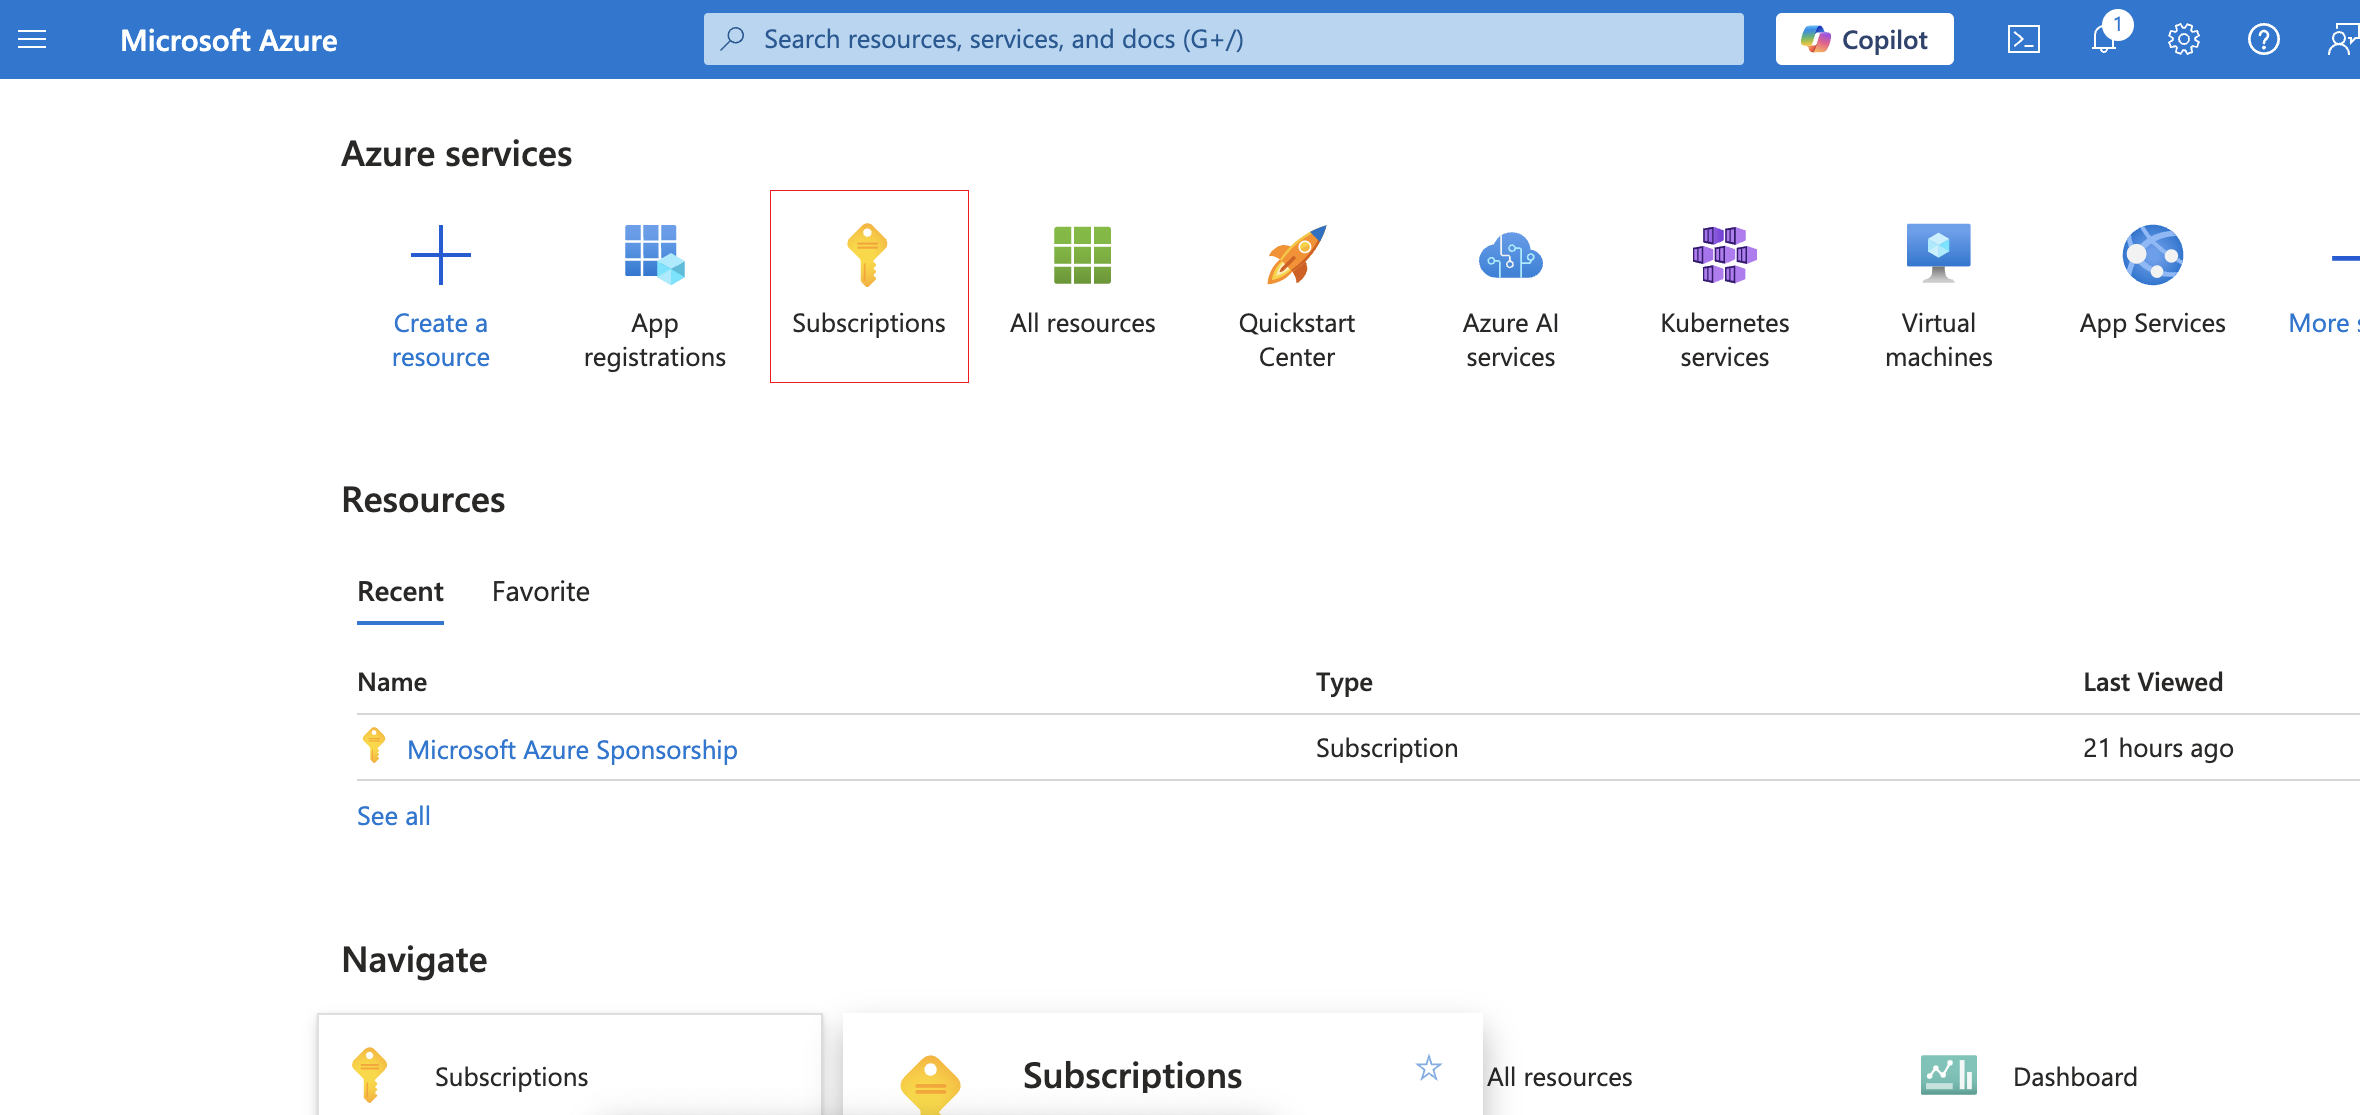 Microsoft Azure
Search resources, services, and docs (G+/)
Copilot
1
Azure services
Create a
resource
App
registrations
Subscriptions
All resources
Quickstart
Center
Azure AI
services
Kubernetes
services
Virtual
machines
App Services
More s
Resources
Recent
Favorite
Name
Type
Last Viewed
Microsoft Azure Sponsorship
Subscription
21 hours ago
See all
Navigate
Subscriptions
Subscriptions
All resources
Dashboard